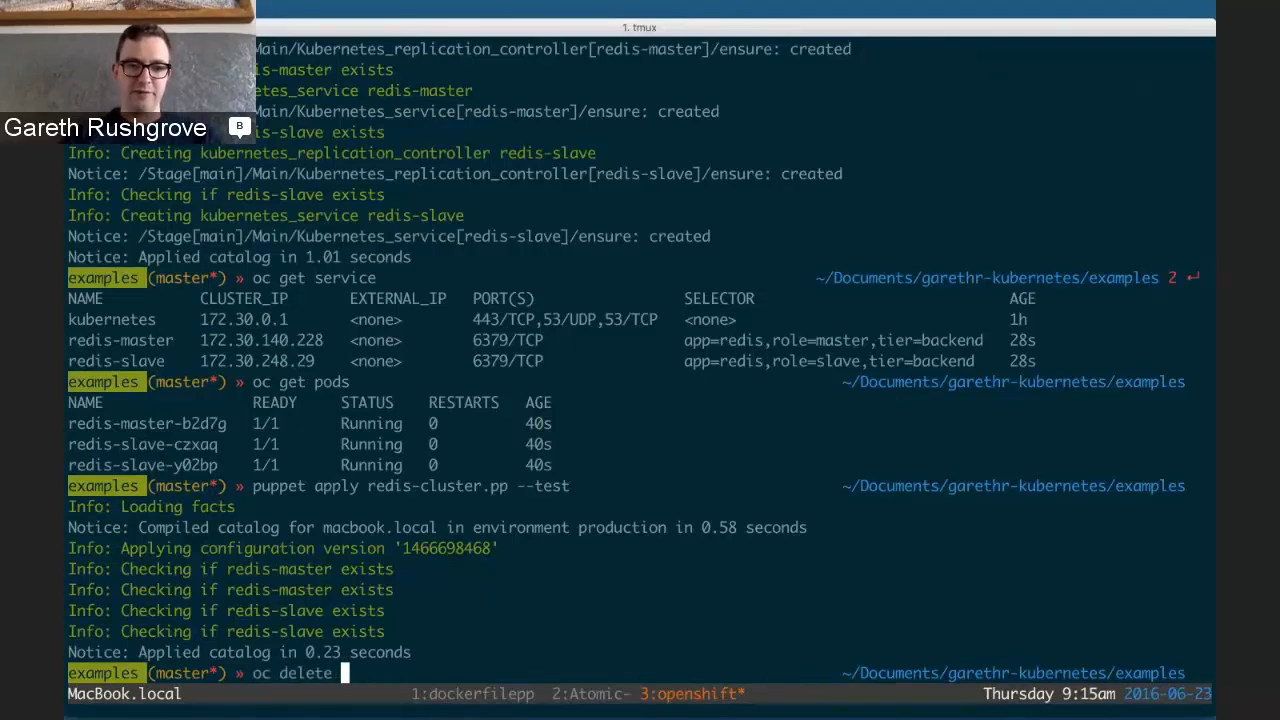 1. tmux
Main/Kubernetes_replication_controller[redis-master]/ensure: created
is-master exists
etes_service redis-master
Main/Kubernetes_service[redis-master]/ensure: created
is-slave exists
Gareth Rushgrove B
Info: Creating kubernetes_replication_controller redis-slave
Notice: /Stage[main]/Main/Kubernetes_replication_controller[redis-slave]/ensure: created
Info: Checking if redis-slave exists
Info: Creating kubernetes_service redis-slave
Notice: /Stage[main]/Main/Kubernetes_service[redis-slave]/ensure: created
Notice: Applied catalog in 1.01 seconds
examples (master*) » oc get service ~/Documents/garethr-kubernetes/examples 2 ↵
NAME CLUSTER_IP EXTERNAL_IP PORT(S) SELECTOR AGE
kubernetes 172.30.0.1 <none> 443/TCP,53/UDP,53/TCP <none> 1h
redis-master 172.30.140.228 <none> 6379/TCP app=redis,role=master,tier=backend 28s
redis-slave 172.30.248.29 <none> 6379/TCP app=redis,role=slave,tier=backend 28s
examples (master*) » oc get pods ~/Documents/garethr-kubernetes/examples
NAME READY STATUS RESTARTS AGE
redis-master-b2d7g 1/1 Running 0 40s
redis-slave-czxaq 1/1 Running 0 40s
redis-slave-y02bp 1/1 Running 0 40s
examples (master*) » puppet apply redis-cluster.pp --test ~/Documents/garethr-kubernetes/examples
Info: Loading facts
Notice: Compiled catalog for macbook.local in environment production in 0.58 seconds
Info: Applying configuration version '1466698468'
Info: Checking if redis-master exists
Info: Checking if redis-master exists
Info: Checking if redis-slave exists
Info: Checking if redis-slave exists
Notice: Applied catalog in 0.23 seconds
examples (master*) » oc delete ~/Documents/garethr-kubernetes/examples
MacBook.local 1:dockerfilepp 2:Atomic- 3:openshift* Thursday 9:15am 2016-06-23